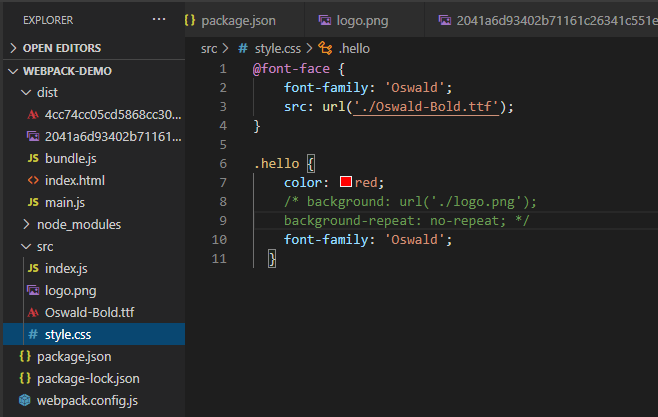 EXPLORER
OPEN EDITORS
WEBPACK-DEMO
dist
4cc74cc05cd5868cc30...
2041a6d93402b71161...
bundle.js
index.html
main.js
node_modules
src
index.js
logo.png
Oswald-Bold.ttf
style.css
package.json
package-lock.json
webpack.config.js
package.json
logo.png
2041a6d93402b71161c26341c551e
src > style.css > .hello
1 @font-face {
2 font-family: 'Oswald';
3 src: url('./Oswald-Bold.ttf');
4 }
5
6 .hello {
7 color: red;
8 /* background: url('./logo.png');
9 background-repeat: no-repeat; */
10 font-family: 'Oswald';
11 }